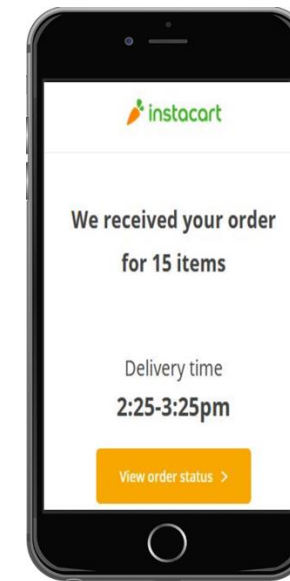 instacart
We received your order
for 15 items
Delivery time
2:25-3:25pm
View order status >